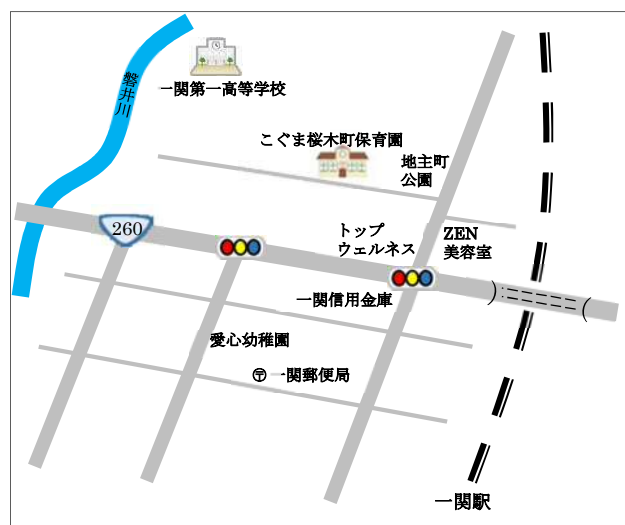 磐井川
一関第一高等学校
こぐま桜木町保育園
地主町
公園
260
トップ
ウェルネス
ZEN
美容室
一関信用金庫
愛心幼稚園
〶 一関郵便局
一関駅